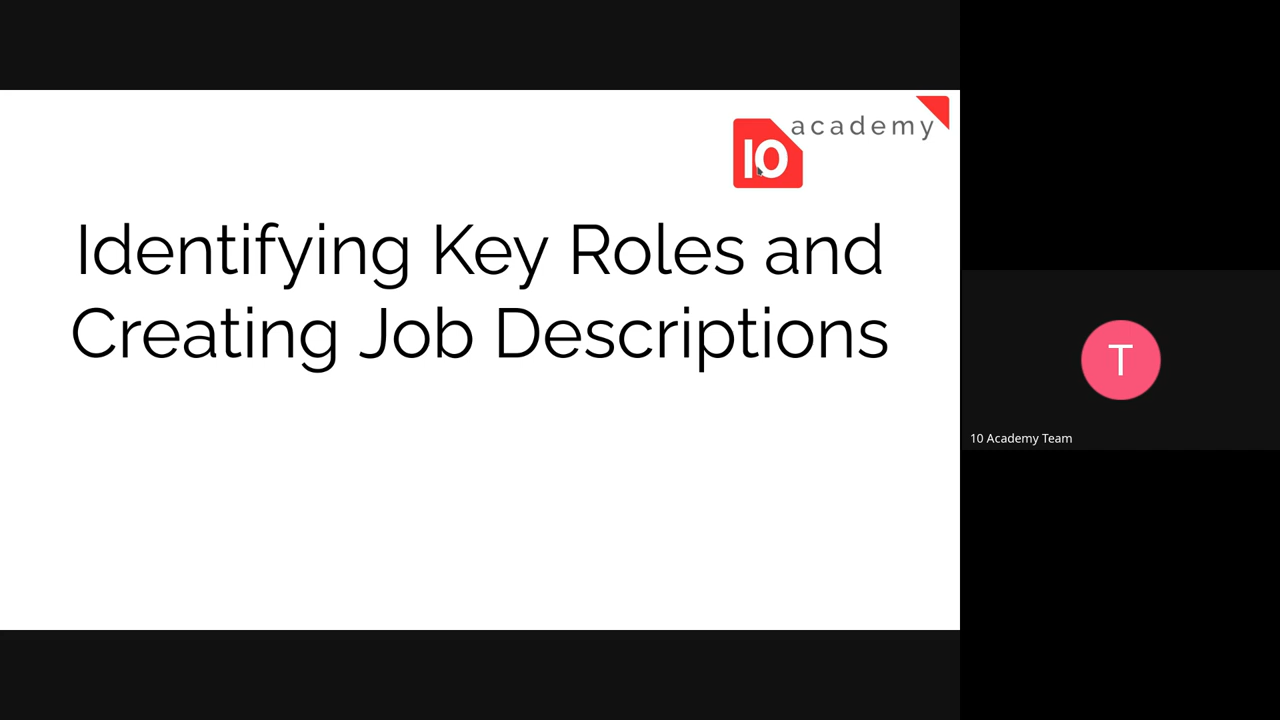 10 academy
Identifying Key Roles and
Creating Job Descriptions
T
10 Academy Team